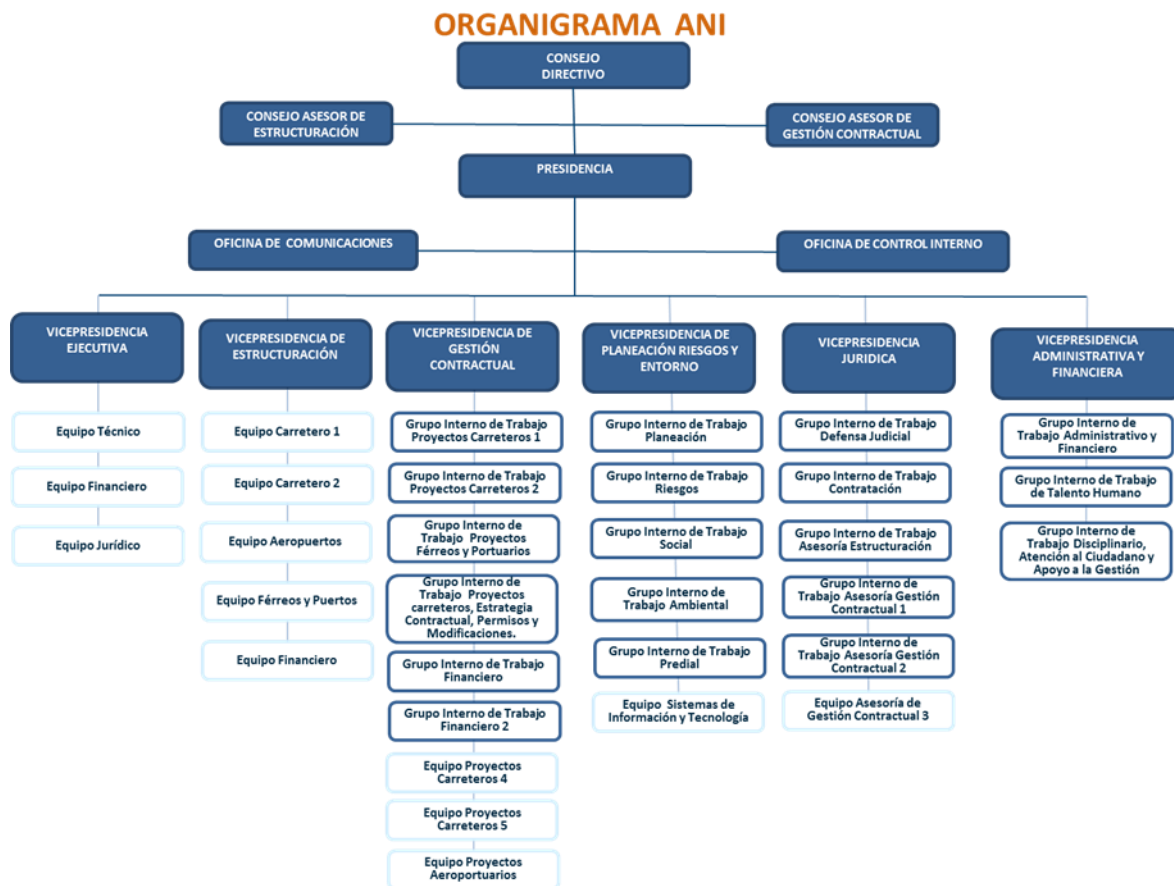 ORGANIGRAMA ANI
CONSEJO
DIRECTIVO
CONSEJO ASESOR DE
ESTRUCTURACIÓN
CONSEJO ASESOR DE
GESTIÓN CONTRACTUAL
PRESIDENCIA
OFICINA DE COMUNICACIONES
OFICINA DE CONTROL INTERNO
VICEPRESIDENCIA
EJECUTIVA
Equipo Técnico
Equipo Financiero
Equipo Jurídico
VICEPRESIDENCIA DE
ESTRUCTURACIÓN
Equipo Carretero 1
Equipo Carretero 2
Equipo Aeropuertos
Equipo Férreos y Puertos
Equipo Financiero
VICEPRESIDENCIA DE
GESTIÓN
CONTRACTUAL
Grupo Interno de Trabajo
Proyectos Carreteros 1
Grupo Interno de Trabajo
Proyectos Carreteros 2
Grupo Interno de
Trabajo Proyectos
Férreos y Portuarios
Grupo Interno de
Trabajo Proyectos
carreteros, Estrategia
Contractual, Permisos y
Modificaciones.
Grupo Interno de Trabajo
Financiero
Grupo Interno de Trabajo
Financiero 2
Equipo Proyectos
Carreteros 4
Equipo Proyectos
Carreteros 5
Equipo Proyectos
Aeroportuarios
VICEPRESIDENCIA DE
PLANEACIÓN RIESGOS Y
ENTORNO
Grupo Interno de Trabajo
Planeación
Grupo Interno de Trabajo
Riesgos
Grupo Interno de Trabajo
Social
Grupo Interno de
Trabajo Ambiental
Grupo Interno de Trabajo
Predial
Equipo Sistemas de
Información y Tecnología
VICEPRESIDENCIA
JURIDICA
Grupo Interno de Trabajo
Defensa Judicial
Grupo Interno de Trabajo
Contratación
Grupo Interno de Trabajo
Asesoría Estructuración
Grupo Interno de
Trabajo Asesoría Gestión
Contractual 1
Grupo Interno de
Trabajo Asesoría Gestión
Contractual 2
Equipo Asesoría de
Gestión Contractual 3
VICEPRESIDENCIA
ADMINISTRATIVA Y
FINANCIERA
Grupo Interno de
Trabajo Administrativo y
Financiero
Grupo Interno de Trabajo
de Talento Humano
Grupo Interno de
Trabajo Disciplinario,
Atención al Ciudadano y
Apoyo a la Gestión